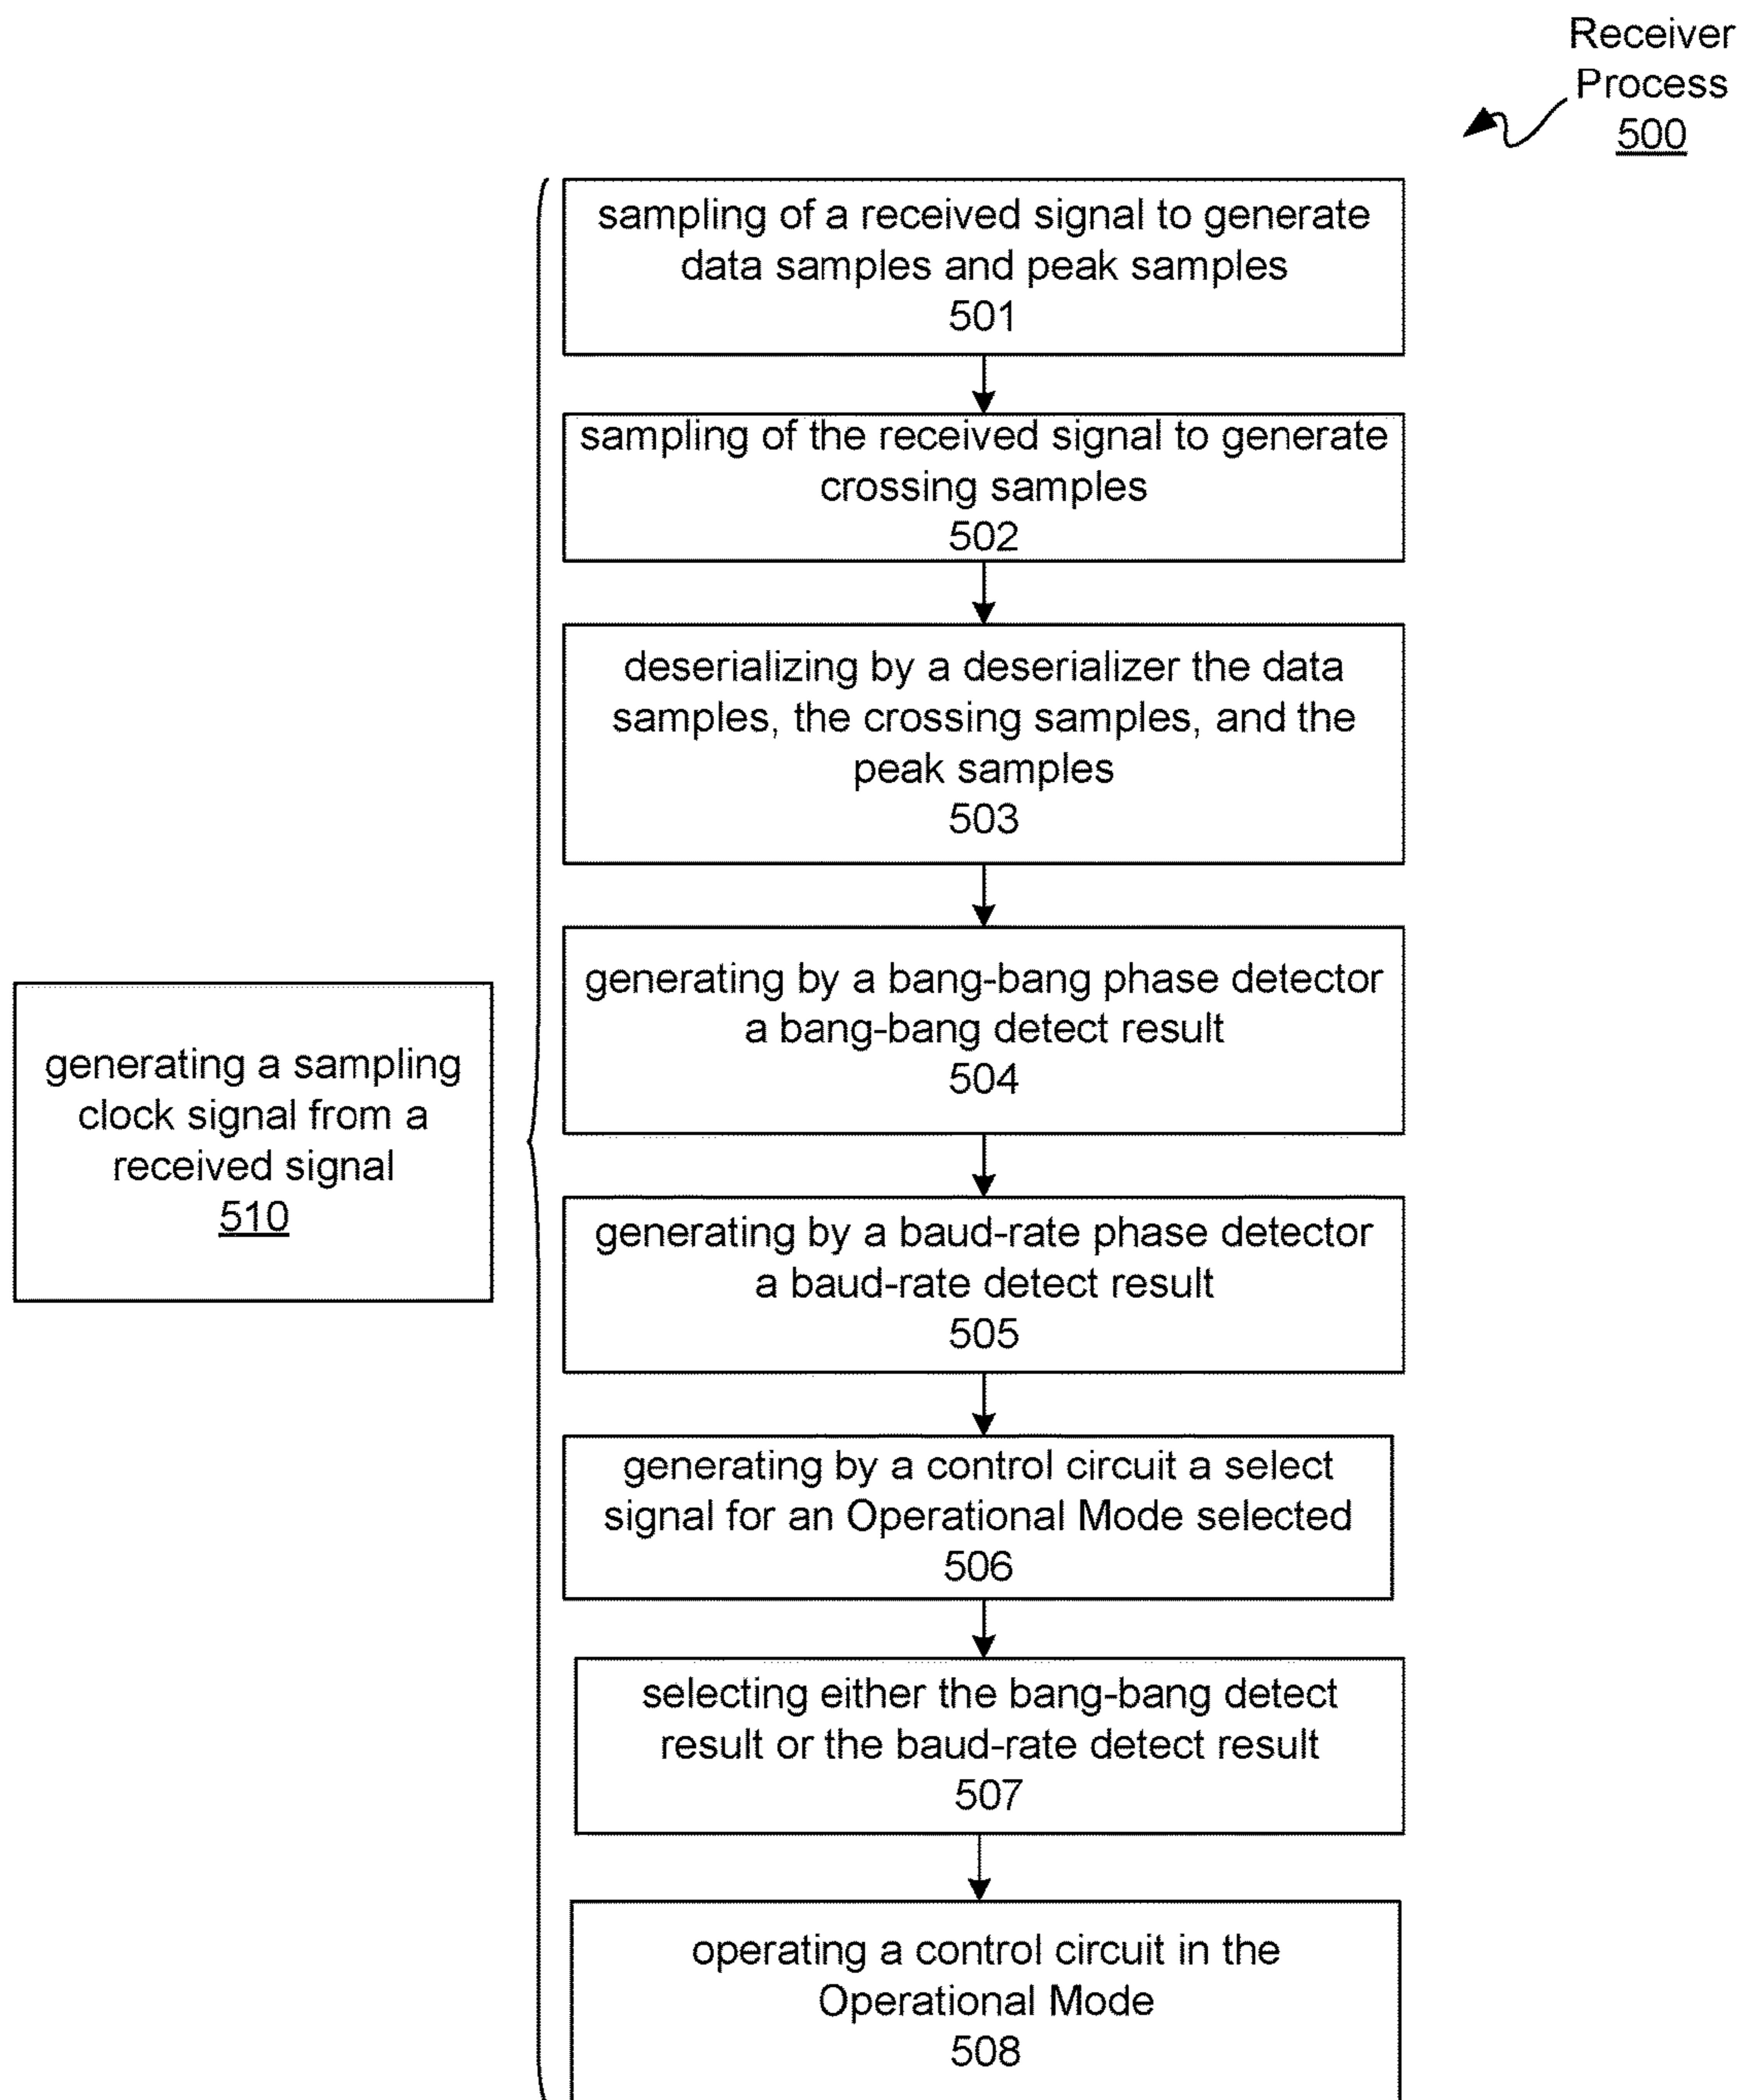 Receiver
Process
500
sampling of a received signal to generate
data samples and peak samples
501
sampling of the received signal to generate
crossing samples
502
deserializing by a deserializer the data
samples, the crossing samples, and the
peak samples
503
generating by a bang-bang phase detector
a bang-bang detect result
504
generating a sampling
clock signal from a
received signal
510
generating by a baud-rate phase detector
a baud-rate detect result
505
generating by a control circuit a select
signal for an Operational Mode selected
506
selecting either the bang-bang detect
result or the baud-rate detect result
507
operating a control circuit in the
Operational Mode
508